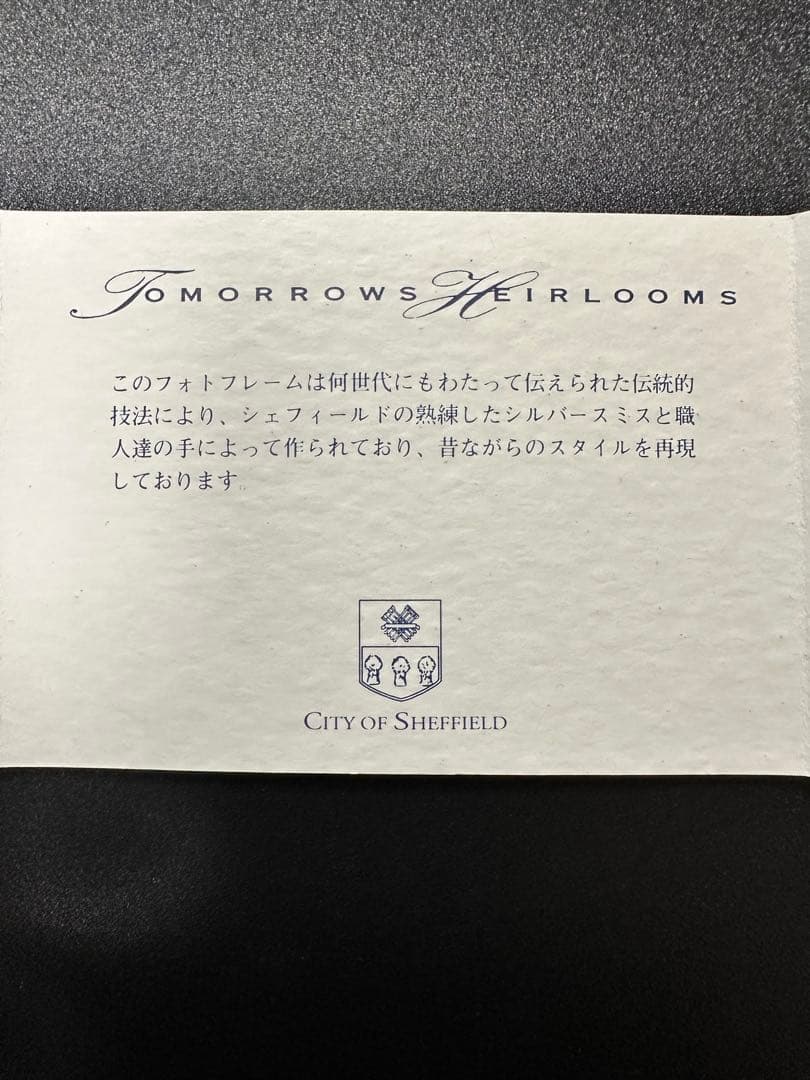 TOMORROWS HEIRLOOMS
このフォトフレームは何世代にもわたって伝えられた伝統的
技法により、シェフィールドの熟練したシルバースミスと職
人達の手によって作られており、昔ながらのスタイルを再現
しております。
CITY OF SHEFFIELD